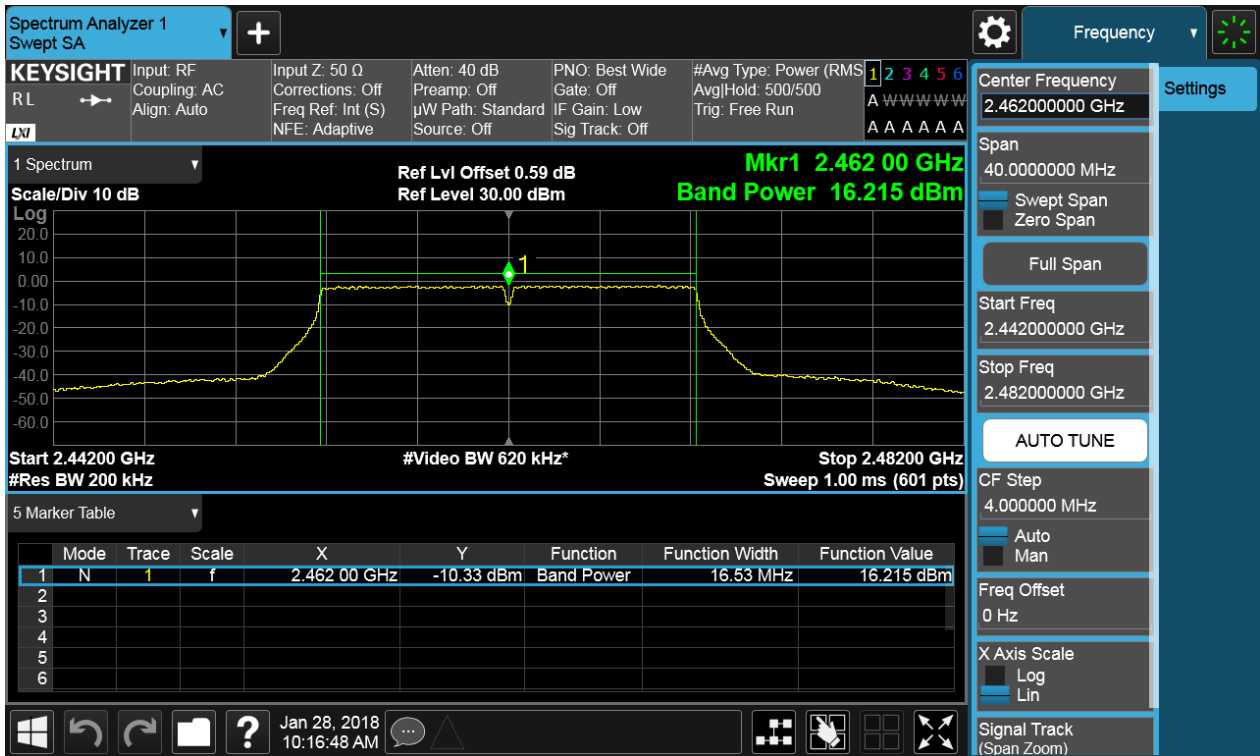 Spectrum Analyzer 1
Swept SA
+
Frequency
KEYSIGHT
R L
LXI
Input: RF
Coupling: AC
Align: Auto
Input Z: 50 Ω
Corrections: Off
Freq Ref: Int (S)
NFE: Adaptive
Atten: 40 dB
Preamp: Off
µW Path: Standard
Source: Off
PNO: Best Wide
Gate: Off
IF Gain: Low
Sig Track: Off
#Avg Type: Power (RMS
Avg|Hold: 500/500
Trig: Free Run
1 2 3 4 5 6
A W W W W W
A A A A A A
1 Spectrum
Scale/Div 10 dB
Ref Lvl Offset 0.59 dB
Ref Level 30.00 dBm
Mkr1 2.462 00 GHz
Band Power 16.215 dBm
Log
20.0
10.0
0.00
-10.0
-20.0
-30.0
-40.0
-50.0
-60.0
1
Start 2.44200 GHz
#Video BW 620 kHz*
Stop 2.48200 GHz
#Res BW 200 kHz
Sweep 1.00 ms (601 pts)
5 Marker Table
Mode Trace Scale X Y Function Function Width Function Value
1 N 1 f 2.462 00 GHz -10.33 dBm Band Power 16.53 MHz 16.215 dBm
2
3
4
5
6
?
Jan 28, 2018
10:16:48 AM
Center Frequency
2.462000000 GHz
Span
40.0000000 MHz
Swept Span
Zero Span
Full Span
Start Freq
2.442000000 GHz
Stop Freq
2.482000000 GHz
AUTO TUNE
CF Step
4.000000 MHz
Auto
Man
Freq Offset
0 Hz
X Axis Scale
Log
Lin
Signal Track
(Span Zoom)
Settings